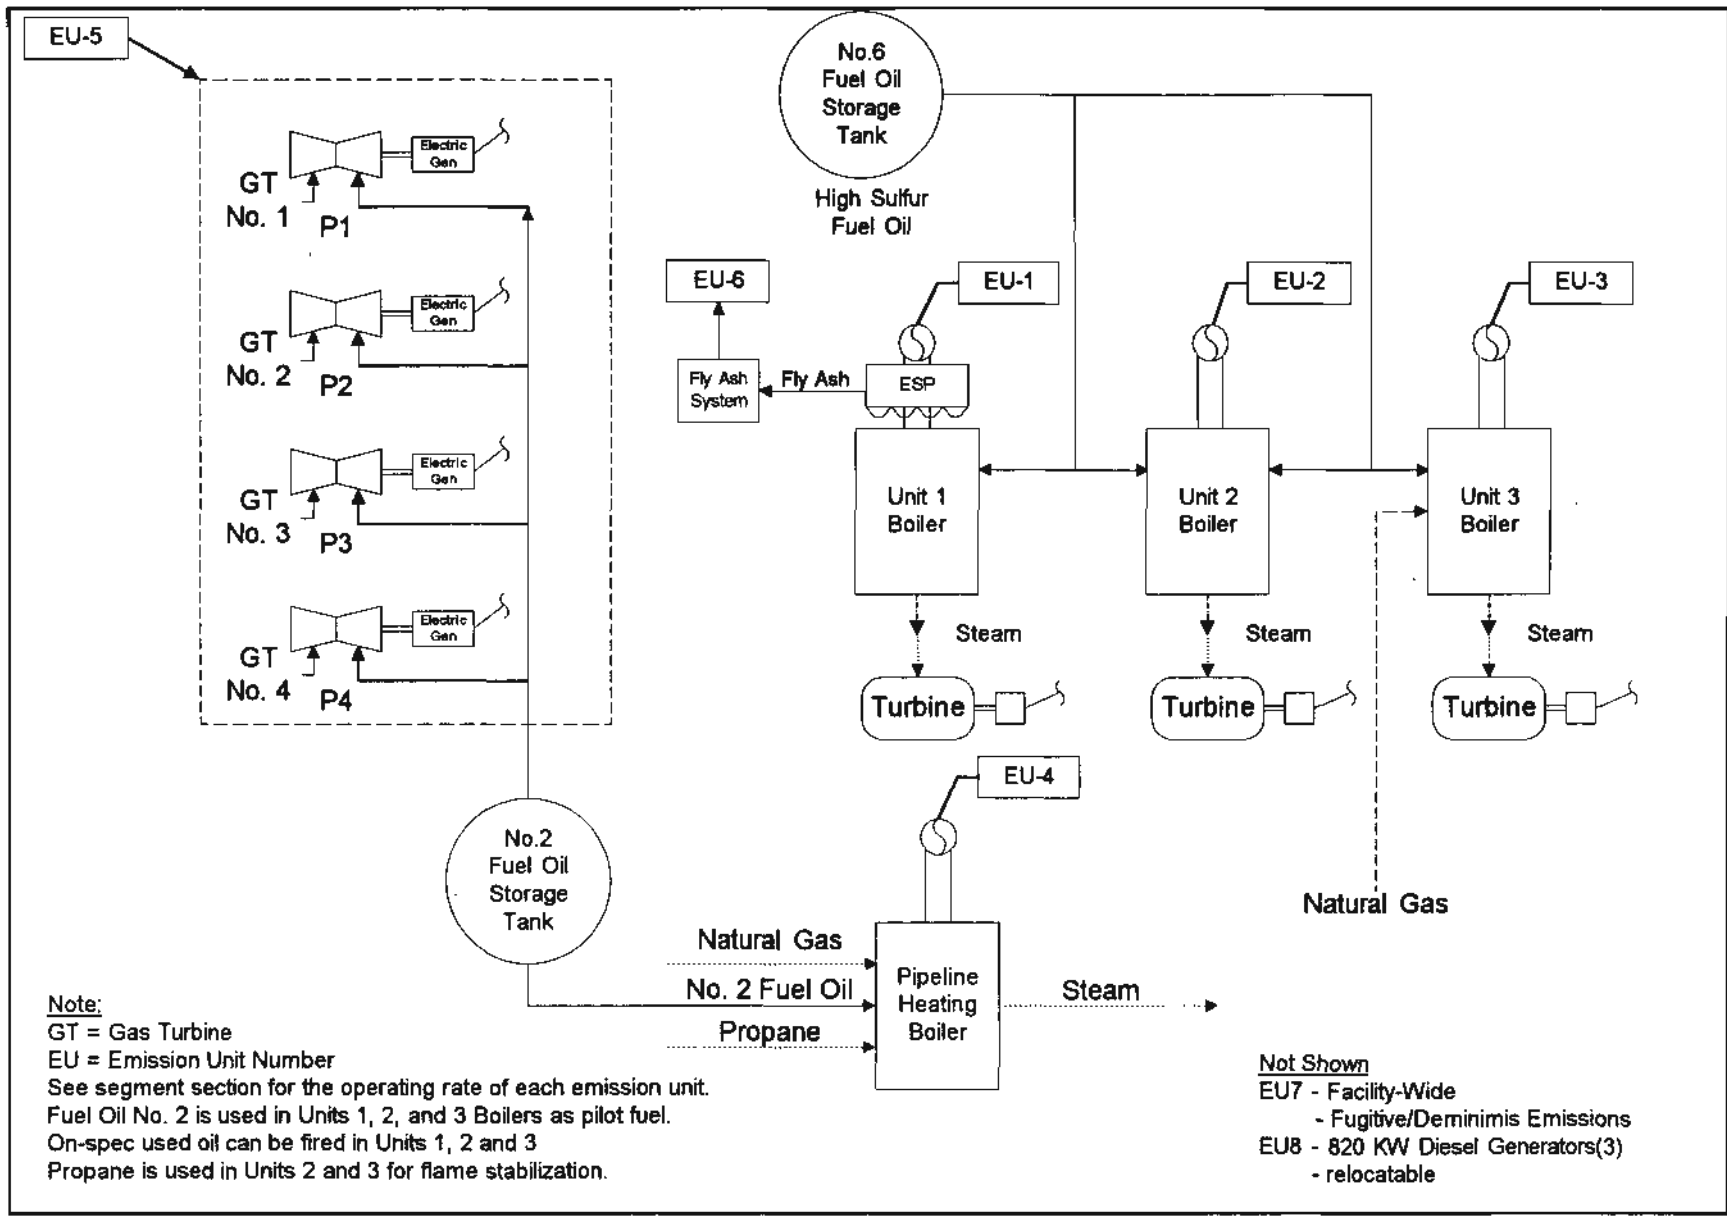 EU-5
No.6
Fuel Oil
Storage
Tank
High Sulfur
Fuel Oil
Electric
Gen
GT
No. 1
P1
Electric
Gen
GT
No. 2
P2
Electric
Gen
GT
No. 3
P3
Electric
Gen
GT
No. 4
P4
EU-6
EU-1
EU-2
EU-3
Fly Ash
System
Fly Ash
ESP
Unit 1
Boiler
Unit 2
Boiler
Unit 3
Boiler
Steam
Steam
Steam
Turbine
Turbine
Turbine
EU-4
No.2
Fuel Oil
Storage
Tank
Natural Gas
Natural Gas
No. 2 Fuel Oil
Propane
Pipeline
Heating
Boiler
Steam
Note:
GT = Gas Turbine
EU = Emission Unit Number
See segment section for the operating rate of each emission unit.
Fuel Oil No. 2 is used in Units 1, 2, and 3 Boilers as pilot fuel.
On-spec used oil can be fired in Units 1, 2 and 3
Propane is used in Units 2 and 3 for flame stabilization.
Not Shown
EU7 - Facility-Wide
- Fugitive/Deminimis Emissions
EU8 - 820 KW Diesel Generators(3)
- relocatable